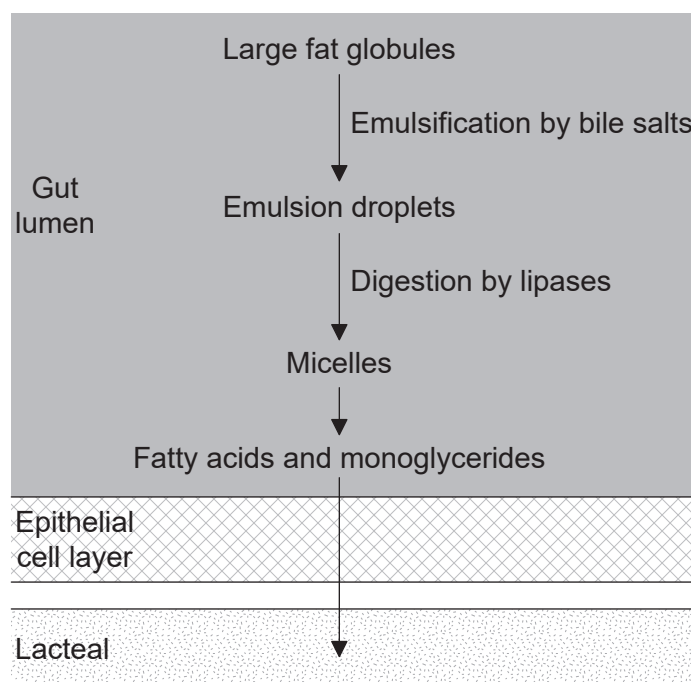 Large fat globules
Emulsification by bile salts
Gut
lumen
Emulsion droplets
Digestion by lipases
Micelles
Fatty acids and monoglycerides
Epithelial
cell layer
Lacteal